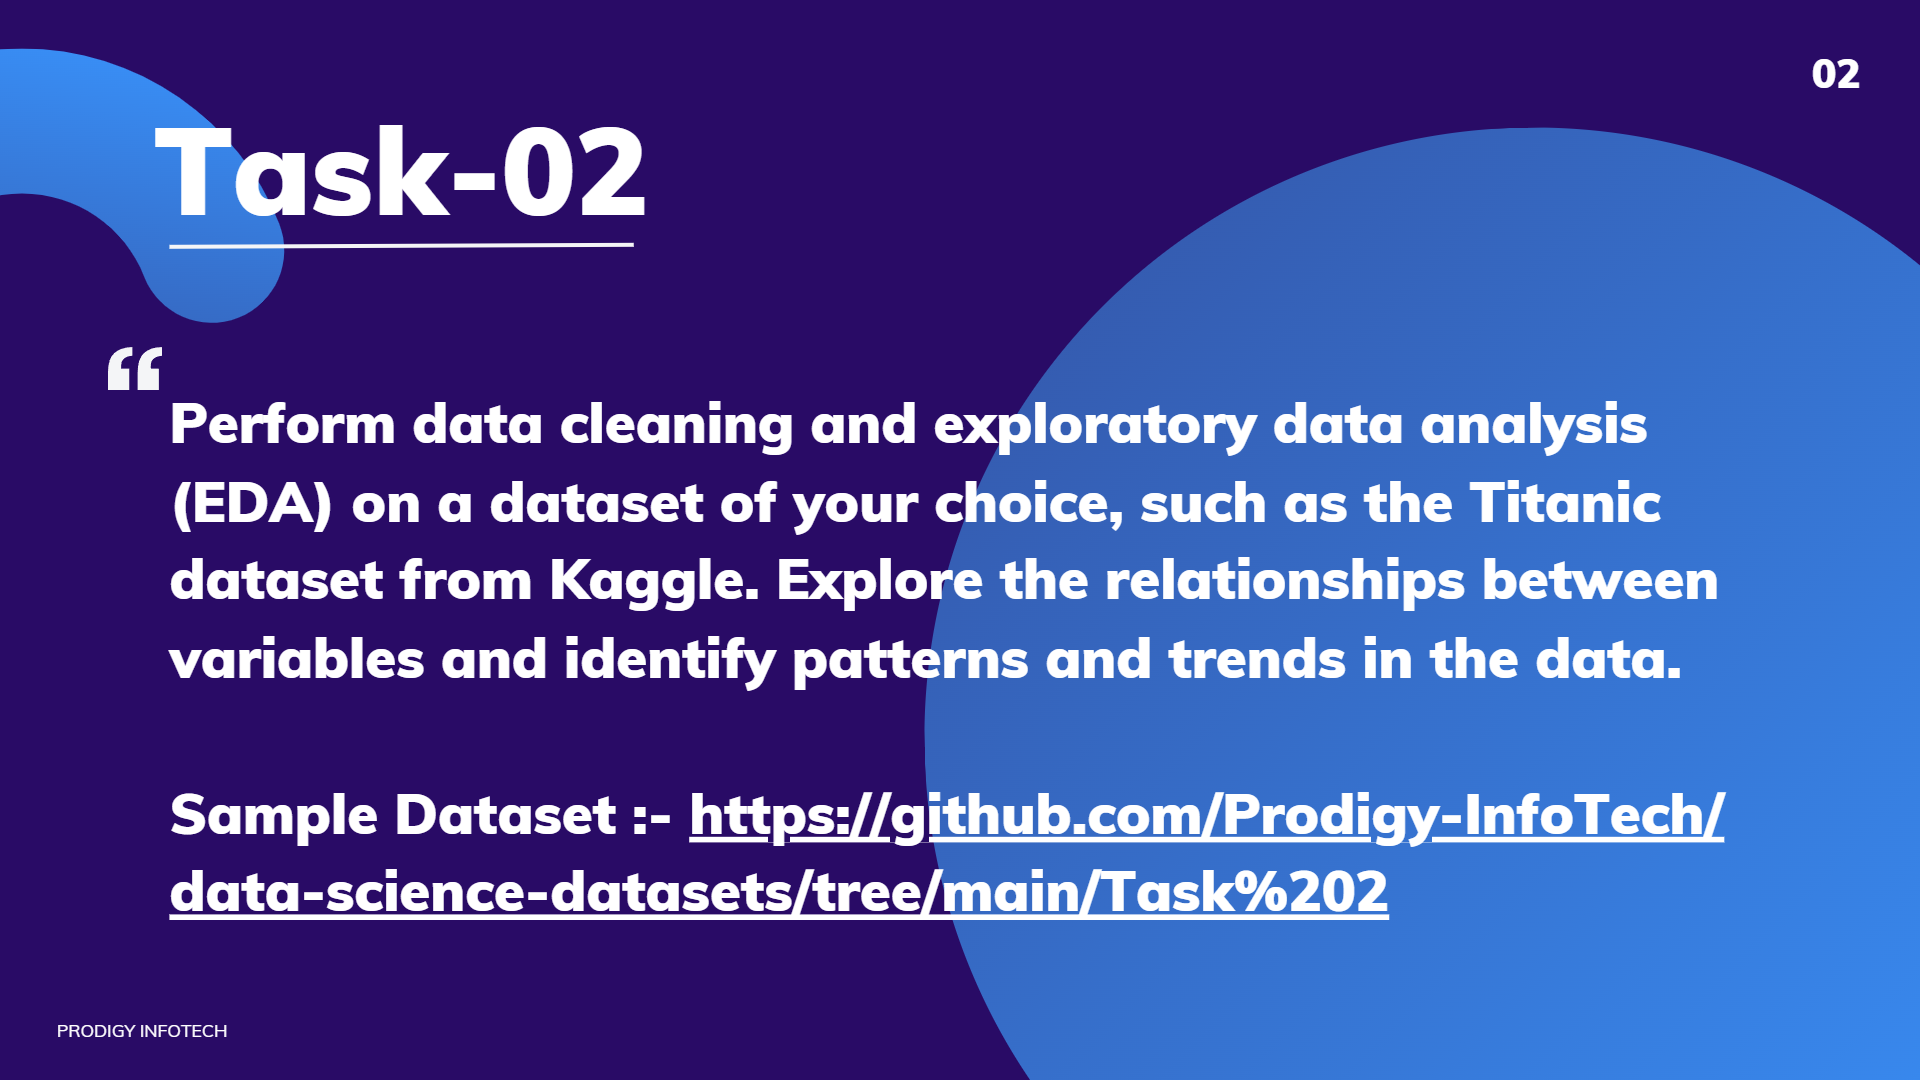 02
Task-02
“
Perform data cleaning and exploratory data analysis
(EDA) on a dataset of your choice, such as the Titanic
dataset from Kaggle. Explore the relationships between
variables and identify patterns and trends in the data.
Sample Dataset :- https://github.com/Prodigy-InfoTech/
data-science-datasets/tree/main/Task%202
PRODIGY INFOTECH